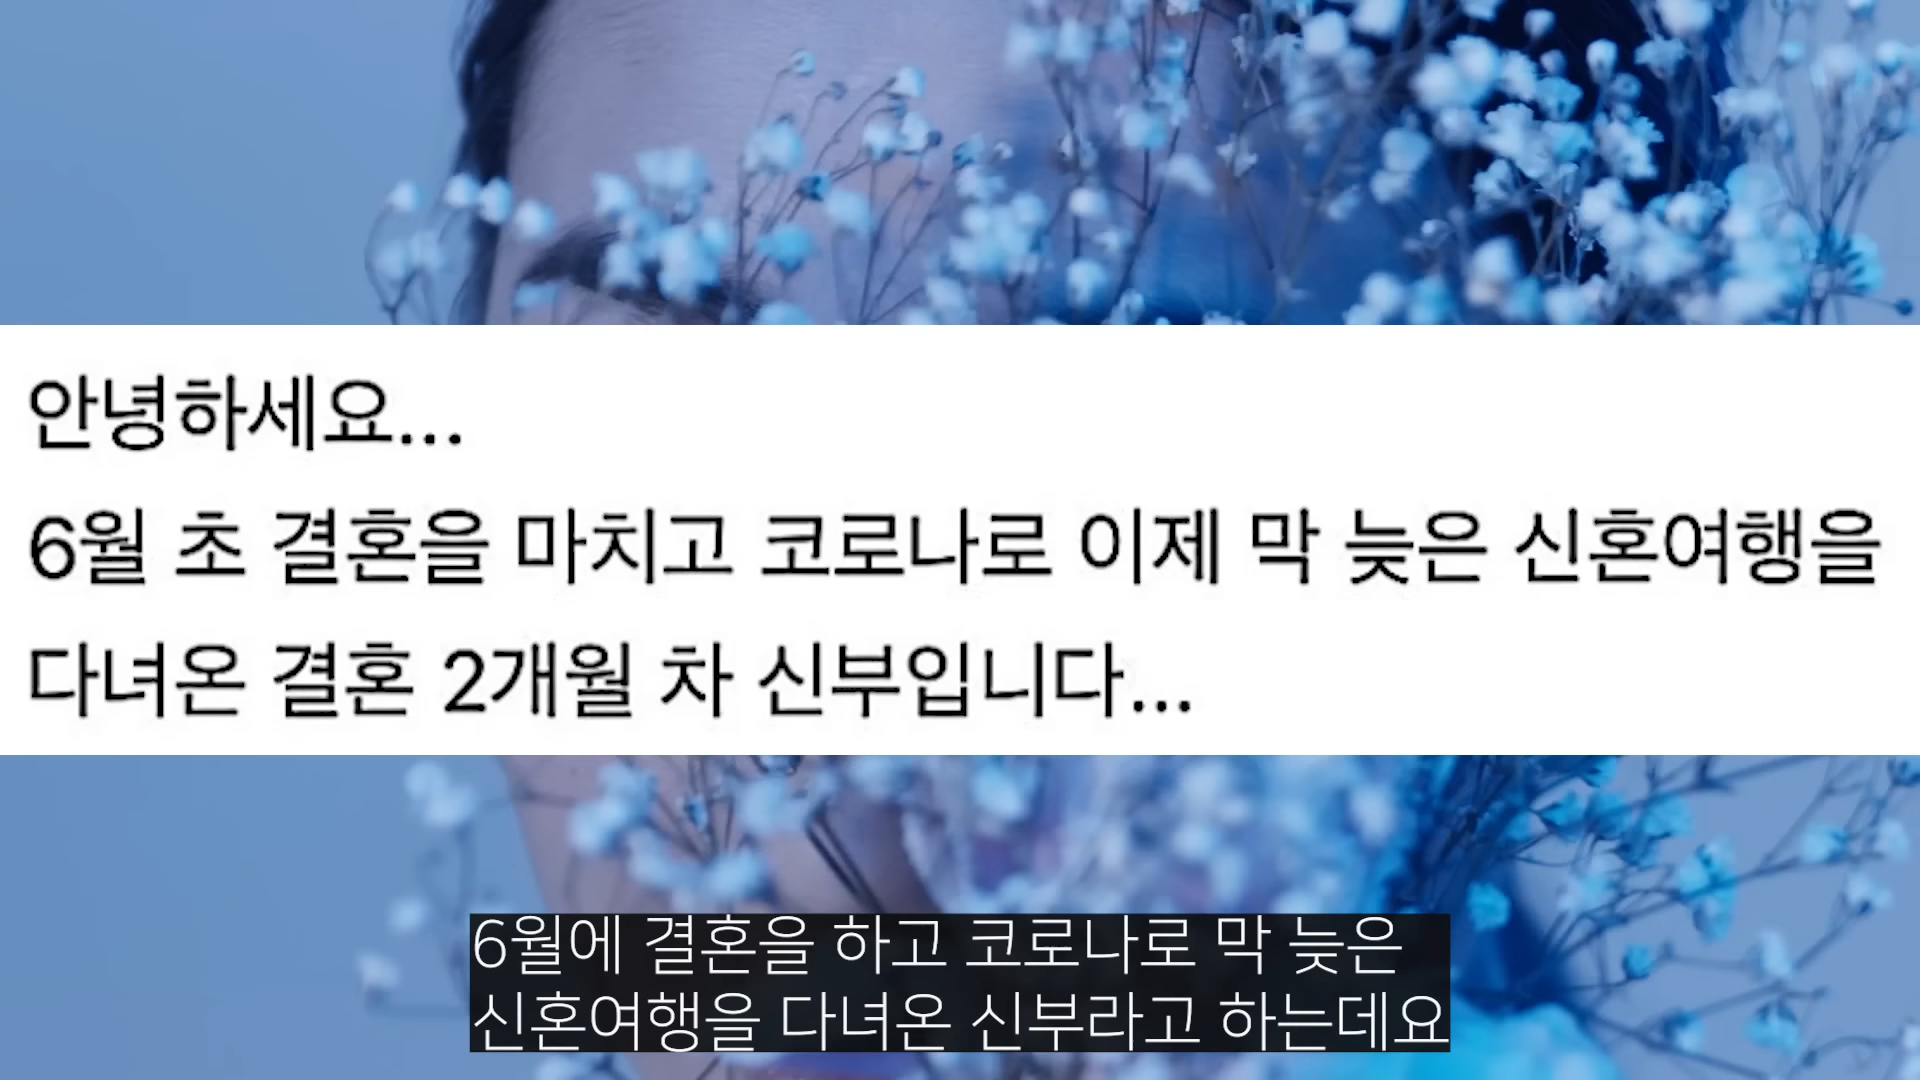 안녕하세요...
6월 초 결혼을 마치고 코로나로 이제 막 늦은 신혼여행을
다녀온 결혼 2개월 차 신부입니다...
6월에 결혼을 하고 코로나로 막 늦은
신혼여행을 다녀온 신부라고 하는데요